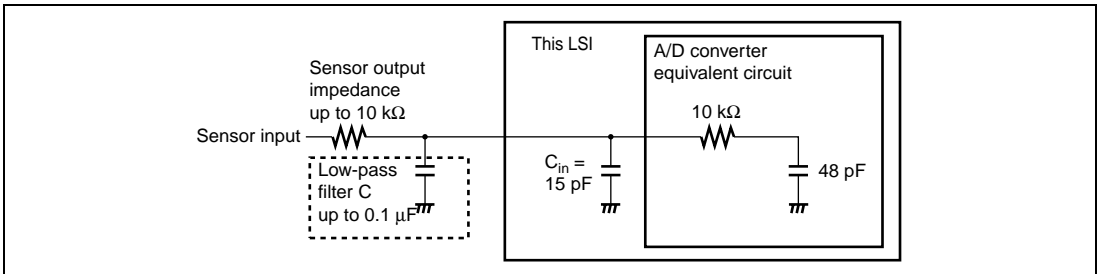 This LSI
A/D converter
equivalent circuit
Sensor output
impedance
up to 10 kΩ
10 kΩ
Sensor input
Low-pass
filter C
up to 0.1 μF
Cin =
15 pF
48 pF